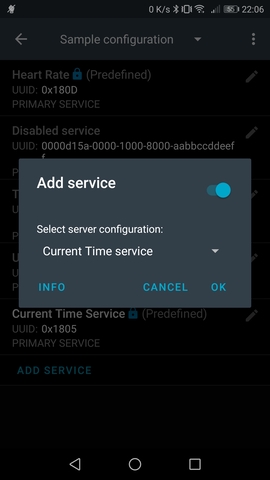 0 K/s 22:06
Sample configuration
Heart Rate (Predefined)
UUID: 0x180D
PRIMARY SERVICE
Disabled service
UUID: 0000d15a-0000-1000-8000-aabbccddeef
f
Add service
Select server configuration:
Current Time service
INFO CANCEL OK
Current Time Service (Predefined)
UUID: 0x1805
PRIMARY SERVICE
ADD SERVICE